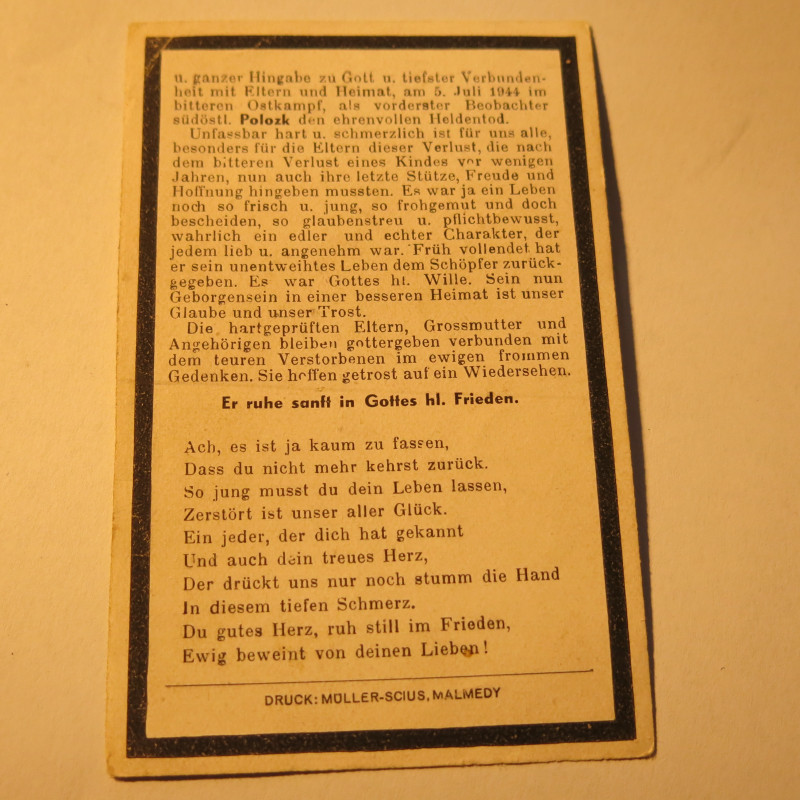 u. ganzer Hingabe zu Gott u. tiefster Verbunden-
heit mit Eltern und Heimat, am 5. Juli 1944 im
bitteren Ostkampf, als vorderster Beobachter
südöstl. Polozk den ehrenvollen Heldentod.
Unfassbar hart u. schmerzlich ist für uns alle,
besonders für die Eltern dieser Verlust, die nach
dem bitteren Verlust eines Kindes vor wenigen
Jahren, nun auch ihre letzte Stütze, Freude und
Hoffnung hingeben mussten. Es war ja ein Leben
noch so frisch u. jung, so frohgemut und doch
bescheiden, so glaubenstreu u. pflichtbewusst,
wahrlich ein edler und echter Charakter, der
jedem lieb u. angenehm war. Früh vollendet hat
er sein unentweihtes Leben dem Schöpfer zurück-
gegeben. Es war Gottes hl. Wille. Sein nun
Geborgensein in einer besseren Heimat ist unser
Glaube und unser Trost.
Die hartgeprüften Eltern, Grossmutter und
Angehörigen bleiben gottergeben verbunden mit
dem teuren Verstorbenen im ewigen frommen
Gedenken. Sie hoffen getrost auf ein Wiedersehen.
Er ruhe sanft in Gottes hl. Frieden.
Ach, es ist ja kaum zu fassen,
Dass du nicht mehr kehrst zurück.
So jung musst du dein Leben lassen,
Zerstört ist unser aller Glück.
Ein jeder, der dich hat gekannt
Und auch dein treues Herz,
Der drückt uns nur noch stumm die Hand
In diesem tiefen Schmerz.
Du gutes Herz, ruh still im Frieden,
Ewig beweint von deinen Lieben!
DRUCK: MÜLLER-SCIUS, MALMEDY